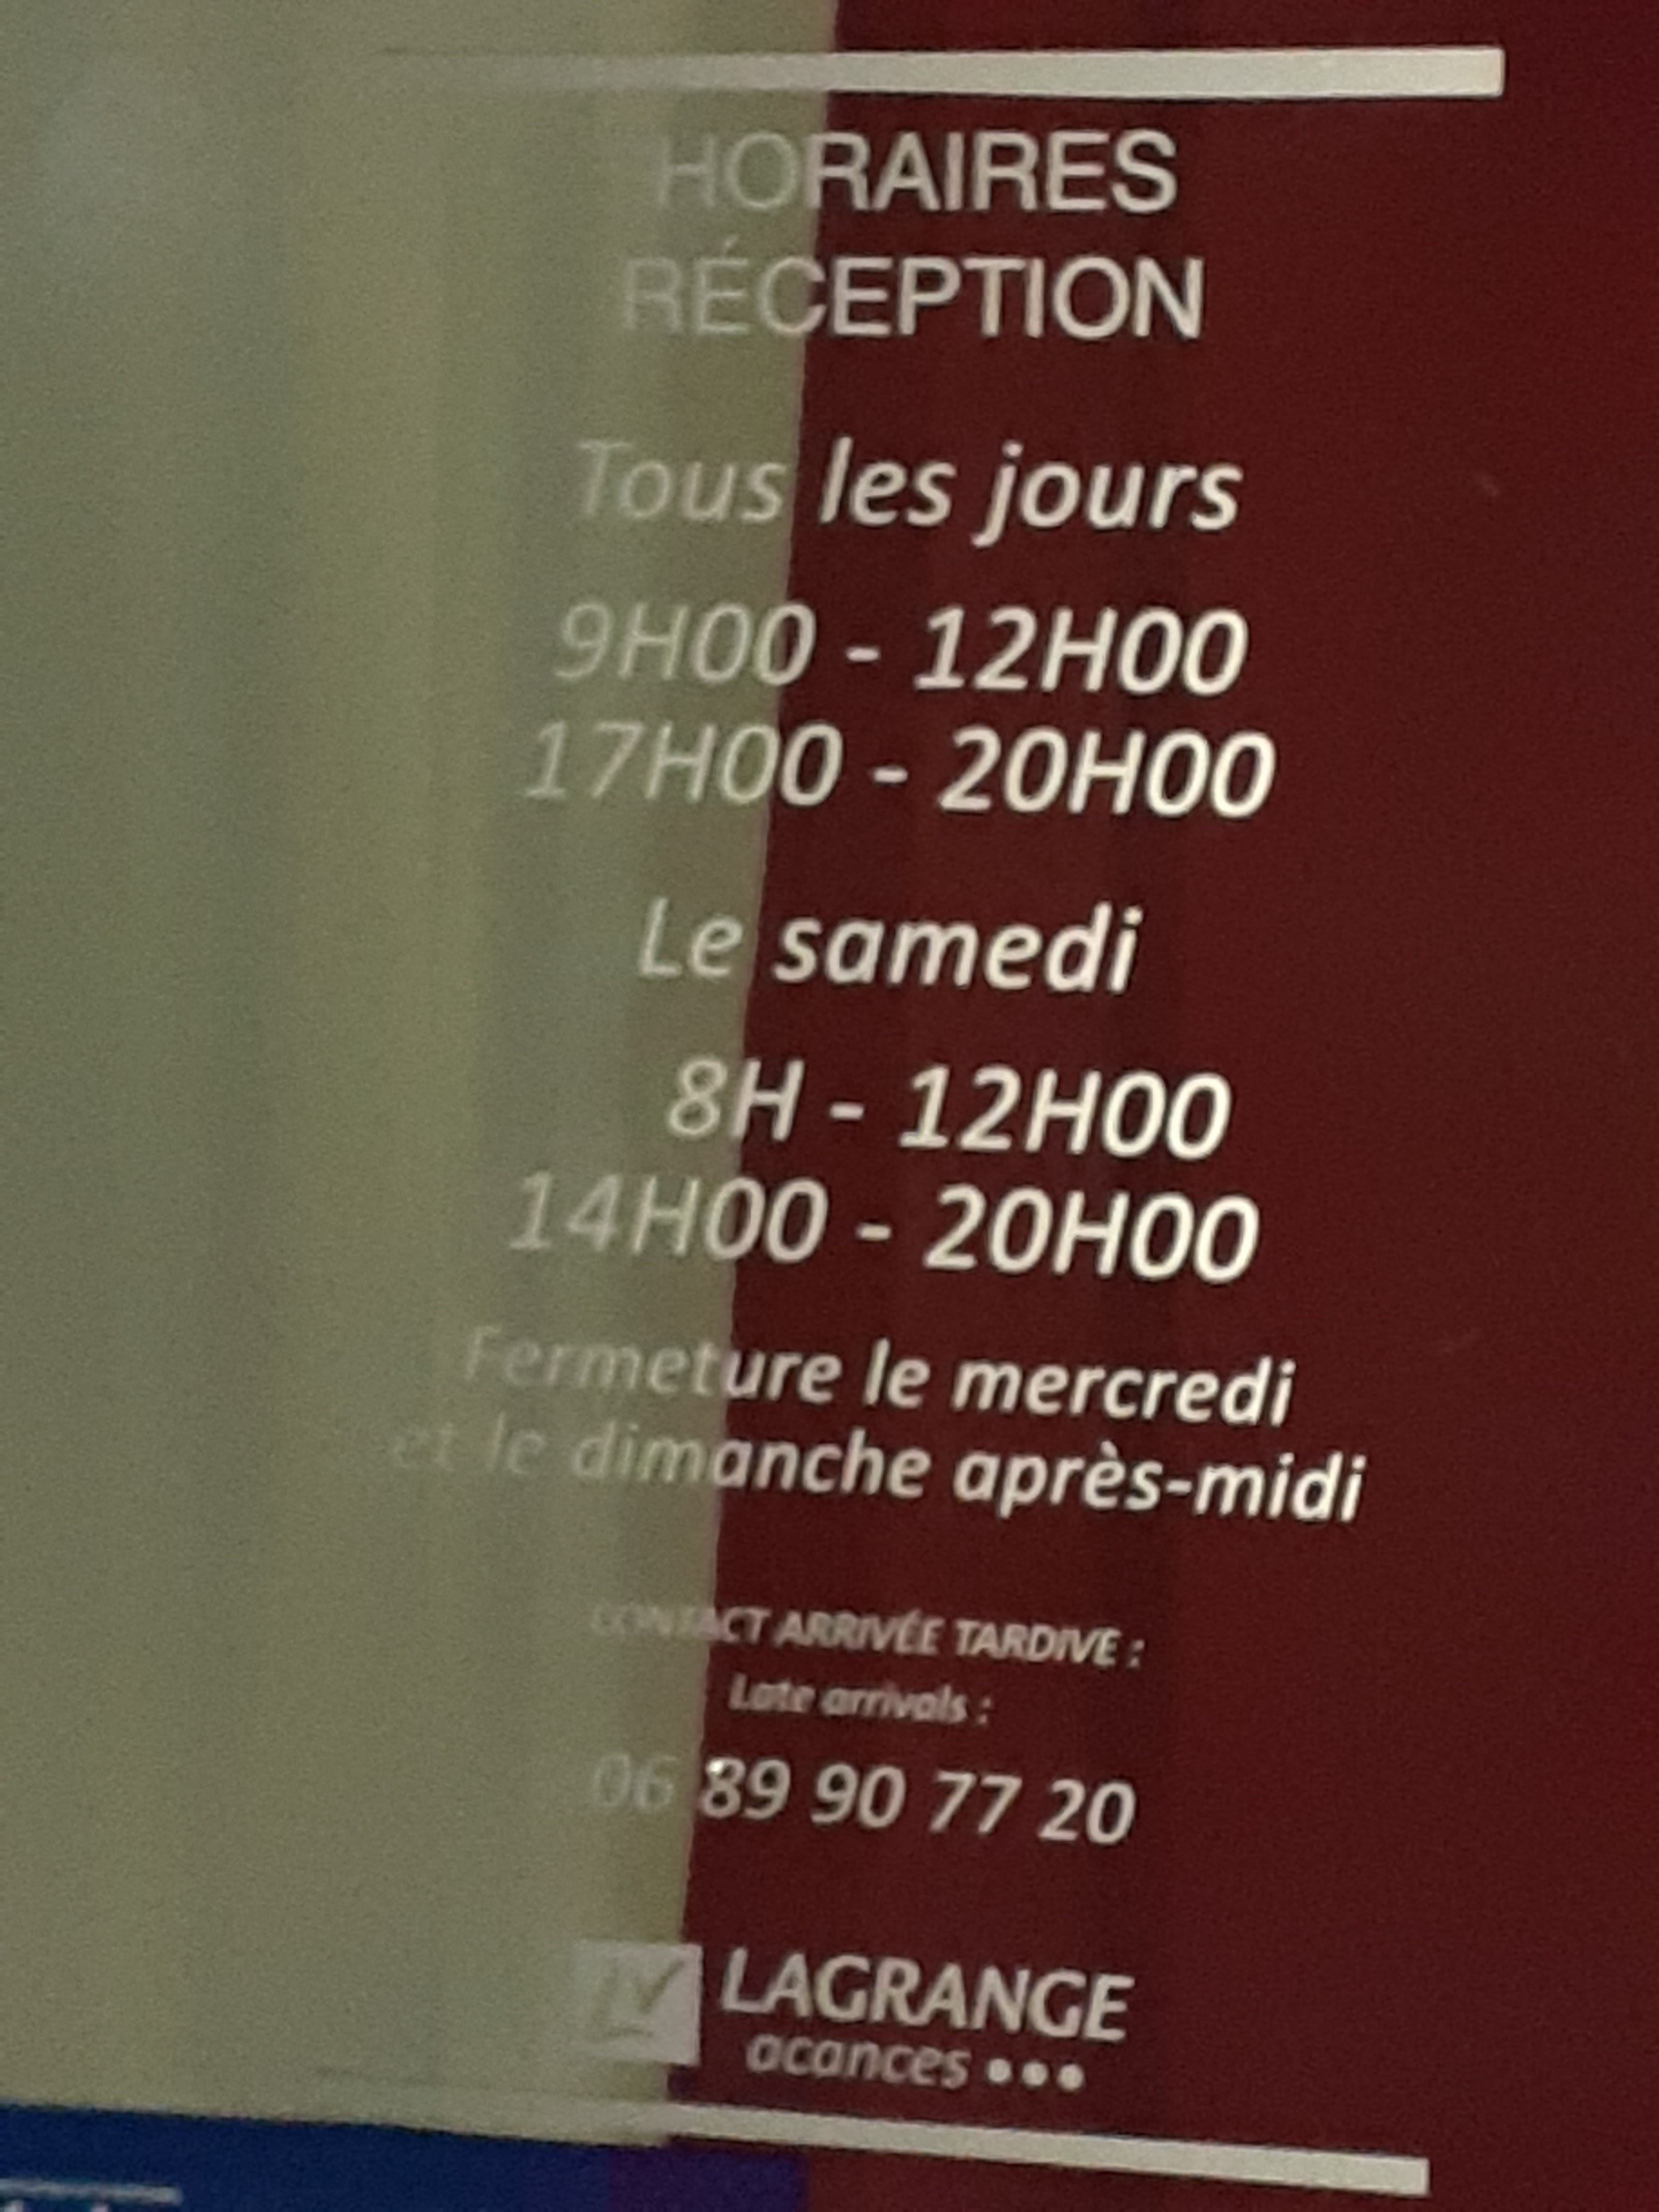 HORAIRES
RÉCEPTION
Tous les jours
9H00 - 12H00
17H00 - 20H00
Le samedi
8H - 12H00
14H00 - 20H00
Fermeture le mercredi
et le dimanche après-midi
CONTACT ARRIVÉE TARDIVE :
Late arrivals :
06 89 90 77 20
LAGRANGE
acances